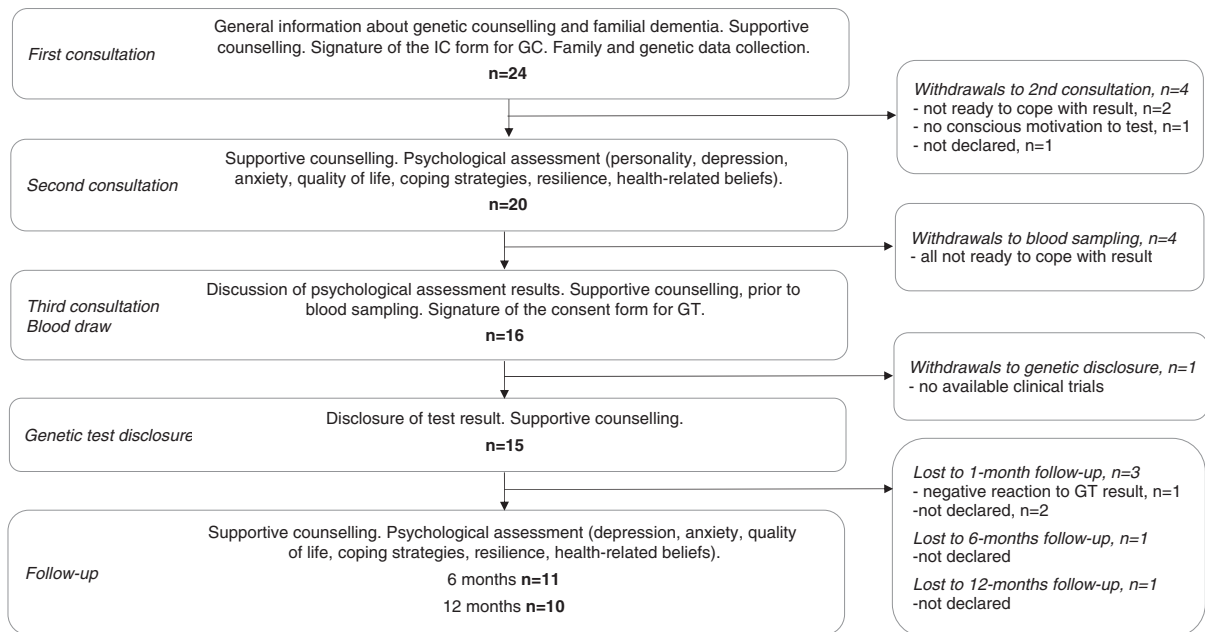 First consultation
General information about genetic counselling and familial dementia. Supportive
counselling. Signature of the IC form for GC. Family and genetic data collection.
n=24
Withdrawals to 2nd consultation, n=4
- not ready to cope with result, n=2
- no conscious motivation to test, n=1
- not declared, n=1
Second consultation
Supportive counselling. Psychological assessment (personality, depression,
anxiety, quality of life, coping strategies, resilience, health-related beliefs).
n=20
Withdrawals to blood sampling, n=4
- all not ready to cope with result
Third consultation
Blood draw
Discussion of psychological assessment results. Supportive counselling, prior to
blood sampling. Signature of the consent form for GT.
n=16
Withdrawals to genetic disclosure, n=1
- no available clinical trials
Genetic test disclosure
Disclosure of test result. Supportive counselling.
n=15
Lost to 1-month follow-up, n=3
- negative reaction to GT result, n=1
-not declared, n=2
Lost to 6-months follow-up, n=1
-not declared
Lost to 12-months follow-up, n=1
-not declared
Follow-up
Supportive counselling. Psychological assessment (depression, anxiety, quality
of life, coping strategies, resilience, health-related beliefs).
6 months n=11
12 months n=10